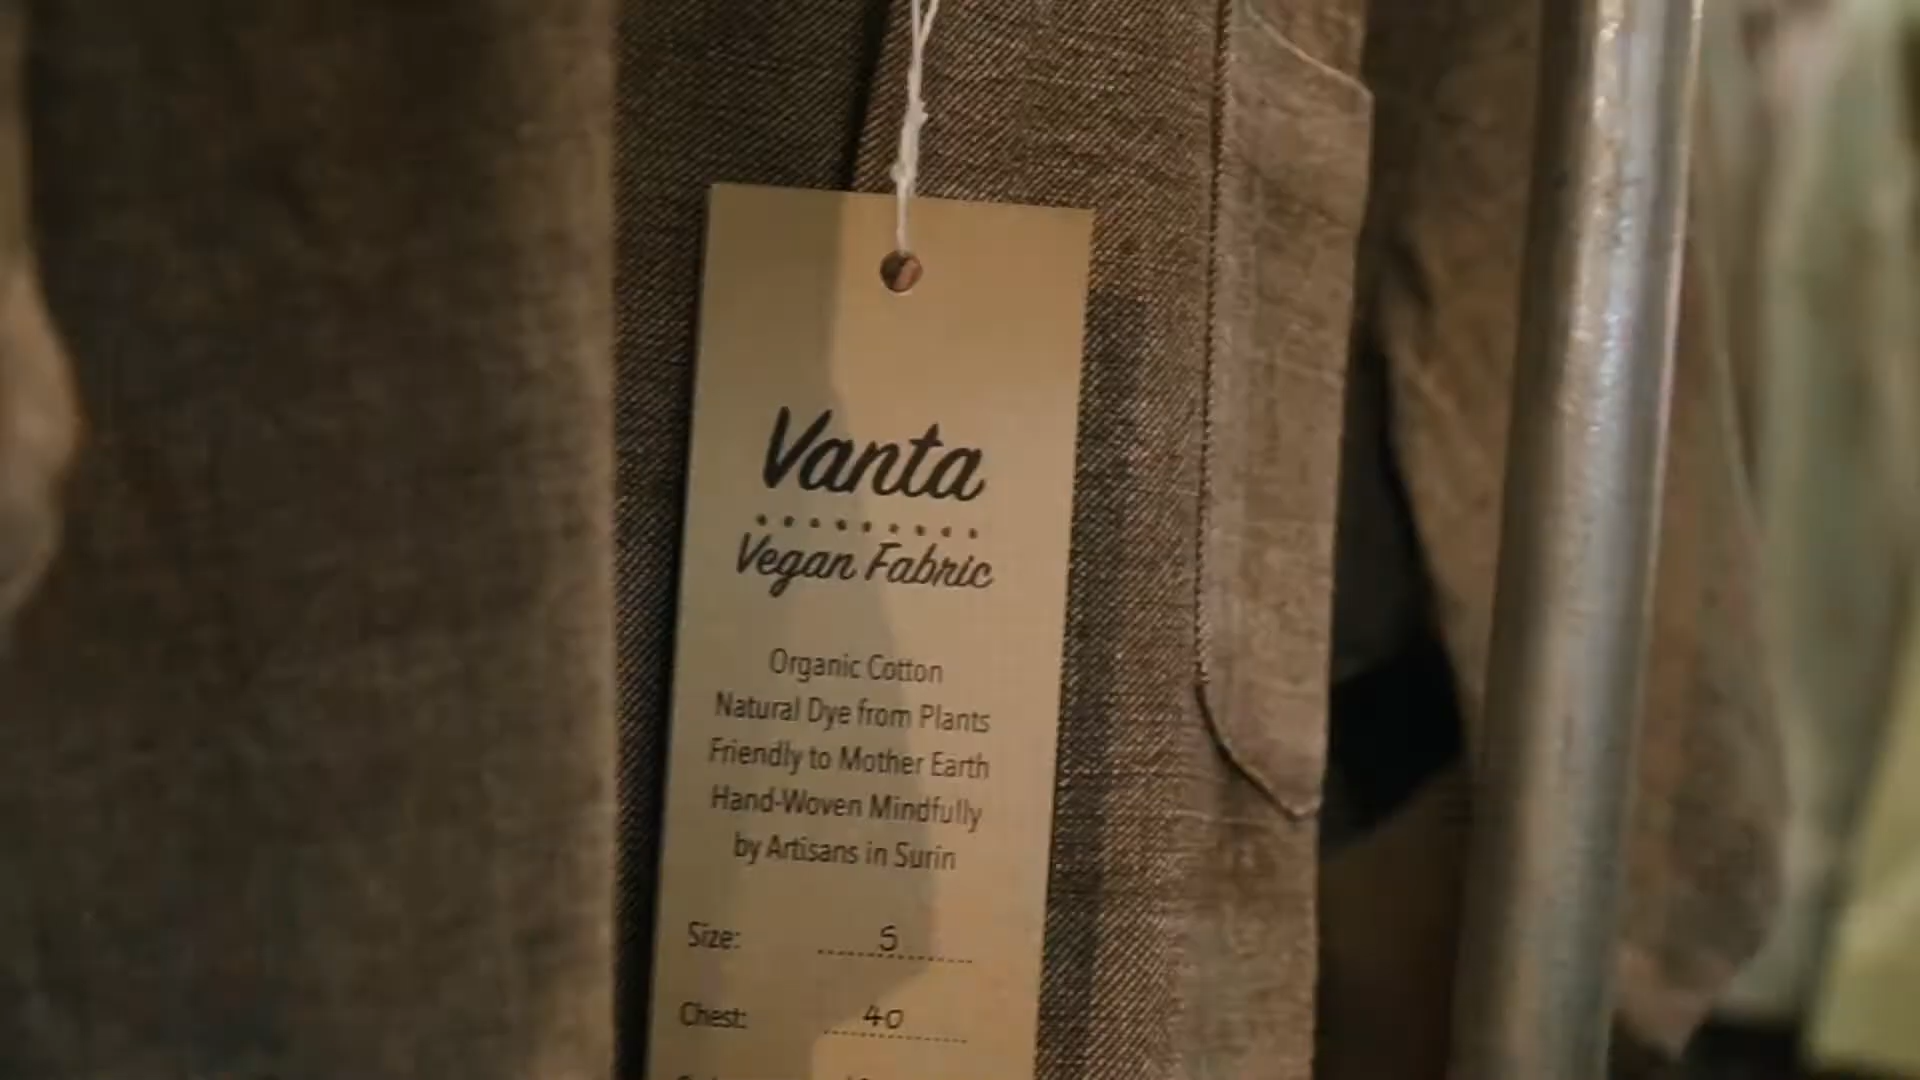 Vanta
Vegan Fabric
Organic Cotton
Natural Dye from Plants
Friendly to Mother Earth
Hand-Woven Mindfully
by Artisans in Surin
Size: S
Chest: 40